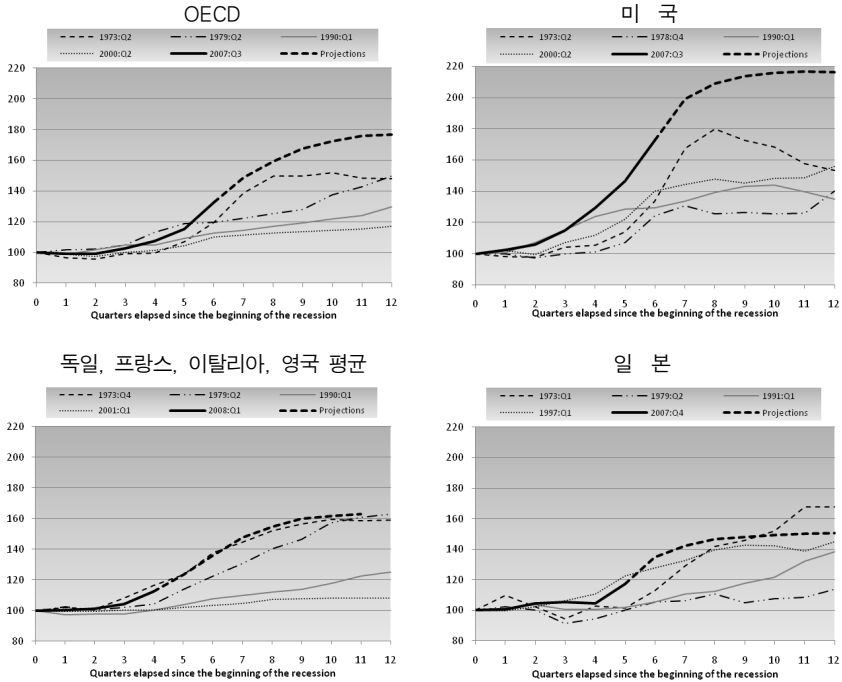 OECD
1973:Q2 1979:Q2 1990:Q1
2000:Q2 2007:Q3 Projections
220
200
180
160
140
120
100
80
0 1 2 3 4 5 6 7 8 9 10 11 12
Quarters elapsed since the beginning of the recession
미 국
1973:Q2 1978:Q4 1990:Q1
2000:Q2 2007:Q3 Projections
220
200
180
160
140
120
100
80
0 1 2 3 4 5 6 7 8 9 10 11 12
Quarters elapsed since the beginning of the recession
독일, 프랑스, 이탈리아, 영국 평균
1973:Q4 1979:Q2 1990:Q1
2001:Q1 2008:Q1 Projections
220
200
180
160
140
120
100
80
0 1 2 3 4 5 6 7 8 9 10 11 12
Quarters elapsed since the beginning of the recession
일 본
1973:Q1 1979:Q2 1991:Q1
1997:Q1 2007:Q4 Projections
220
200
180
160
140
120
100
80
0 1 2 3 4 5 6 7 8 9 10 11 12
Quarters elapsed since the beginning of the recession